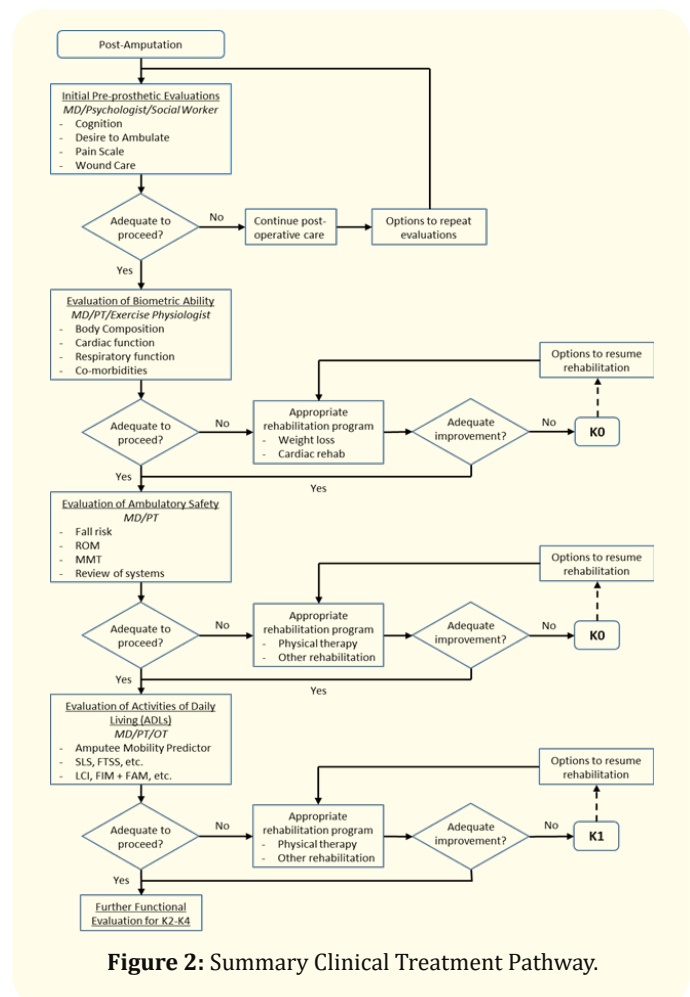 Post-Amputation
Initial Pre-prosthetic Evaluations
MD/Psychologist/Social Worker
- Cognition
- Desire to Ambulate
- Pain Scale
- Wound Care
Adequate to
proceed?
No
Continue post-
operative care
Options to repeat
evaluations
Yes
Evaluation of Biometric Ability
MD/PT/Exercise Physiologist
- Body Composition
- Cardiac function
- Respiratory function
- Co-morbidities
Options to resume
rehabilitation
Adequate to
proceed?
No
Appropriate
rehabilitation program
- Weight loss
- Cardiac rehab
Adequate
improvement?
No
K0
Yes
Yes
Evaluation of Ambulatory Safety
MD/PT
- Fall risk
- ROM
- MMT
- Review of systems
Options to resume
rehabilitation
Adequate to
proceed?
No
Appropriate
rehabilitation program
- Physical therapy
- Other rehabilitation
Adequate
improvement?
No
K0
Yes
Yes
Evaluation of Activities of Daily
Living (ADLs)
MD/PT/OT
- Amputee Mobility Predictor
- SLS, FTSS, etc.
- LCI, FIM + FAM, etc.
Options to resume
rehabilitation
Adequate to
proceed?
No
Appropriate
rehabilitation program
- Physical therapy
- Other rehabilitation
Adequate
improvement?
No
K1
Yes
Further Functional
Evaluation for K2-K4
Figure 2: Summary Clinical Treatment Pathway.